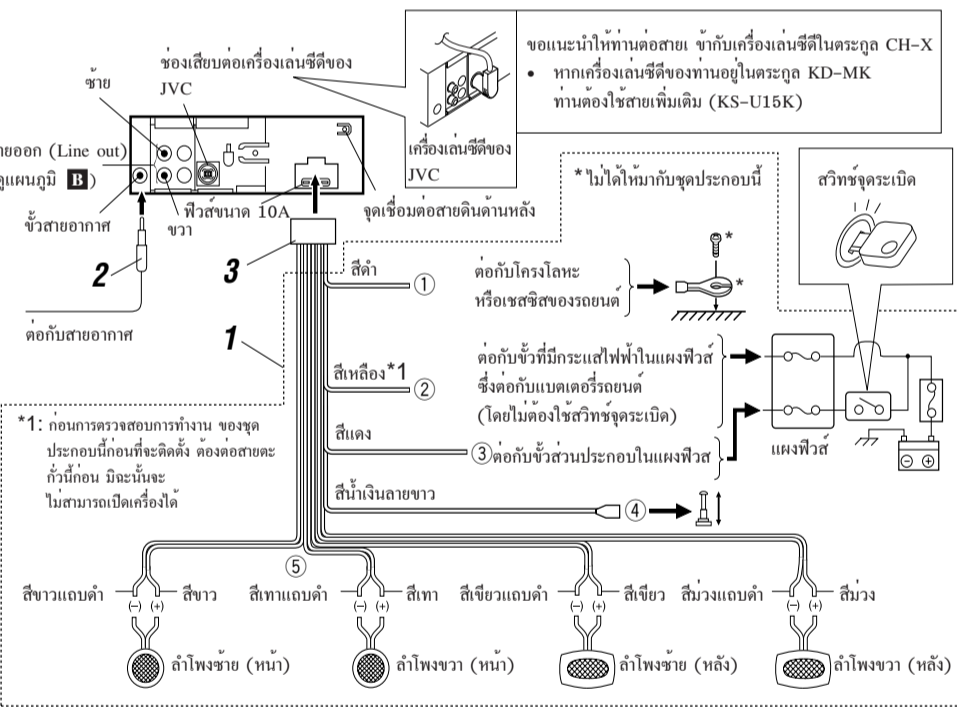 ช่องเสียบต่อเครื่องเล่นซีดีของ
JVC
ซ้าย
ายออก (Line out)
ดูแผนภูมิ B )
ขั้วสายอากาศ
ฟิวส์ขนาด 10A
ขวา
จุดเชื่อมต่อสายดินด้านหลัง
เครื่องเล่นซีดีของ
JVC
ขอแนะนำให้ท่านต่อสายเ ข้ากับเครื่องเล่นซีดีในตระกูล CH-X
• หากเครื่องเล่นซีดีของท่านอยู่ในตระกูล KD-MK
ท่านต้องใช้สายเพิ่มเติม (KS-U15K)
*ไม่ได้ให้มากับชุดประกอบนี้
สวิทช์จุดระเบิด
2
3
1
ต่อกับสายอากาศ
สีดำ
①
ต่อกับโครงโลหะ
หรือเชสซิสของรถยนต์
*
*
สีเหลือง*1
②
ต่อกับขั้วที่มีกระแสไฟฟ้าในแผงฟิวส์
ซึ่งต่อกับแบตเตอรี่รถยนต์
(โดยไม่ต้องใช้สวิทช์จุดระเบิด)
แผงฟิวส์
*1: ก่อนการตรวจสอบการทำงาน ของชุด
ประกอบนี้ก่อนที่จะติดตั้ง ต้องต่อสายตะ
กั่วนี้ก่อน มิฉะนั้นจะ
ไม่สามารถเปิดเครื่องได้
สีแดง
③ต่อกับขั้วส่วนประกอบในแผงฟิวส
สีน้ำเงินลายขาว
④
⑤
สีขาวแถบดำ
(-) (+)
สีขาว
สีเทาแถบดำ
(-) (+)
สีเทา
สีเขียวแถบดำ
(-) (+)
สีเขียว
สีม่วงแถบดำ
(-) (+)
สีม่วง
ลำโพงซ้าย (หน้า)
ลำโพงขวา (หน้า)
ลำโพงซ้าย (หลัง)
ลำโพงขวา (หลัง)